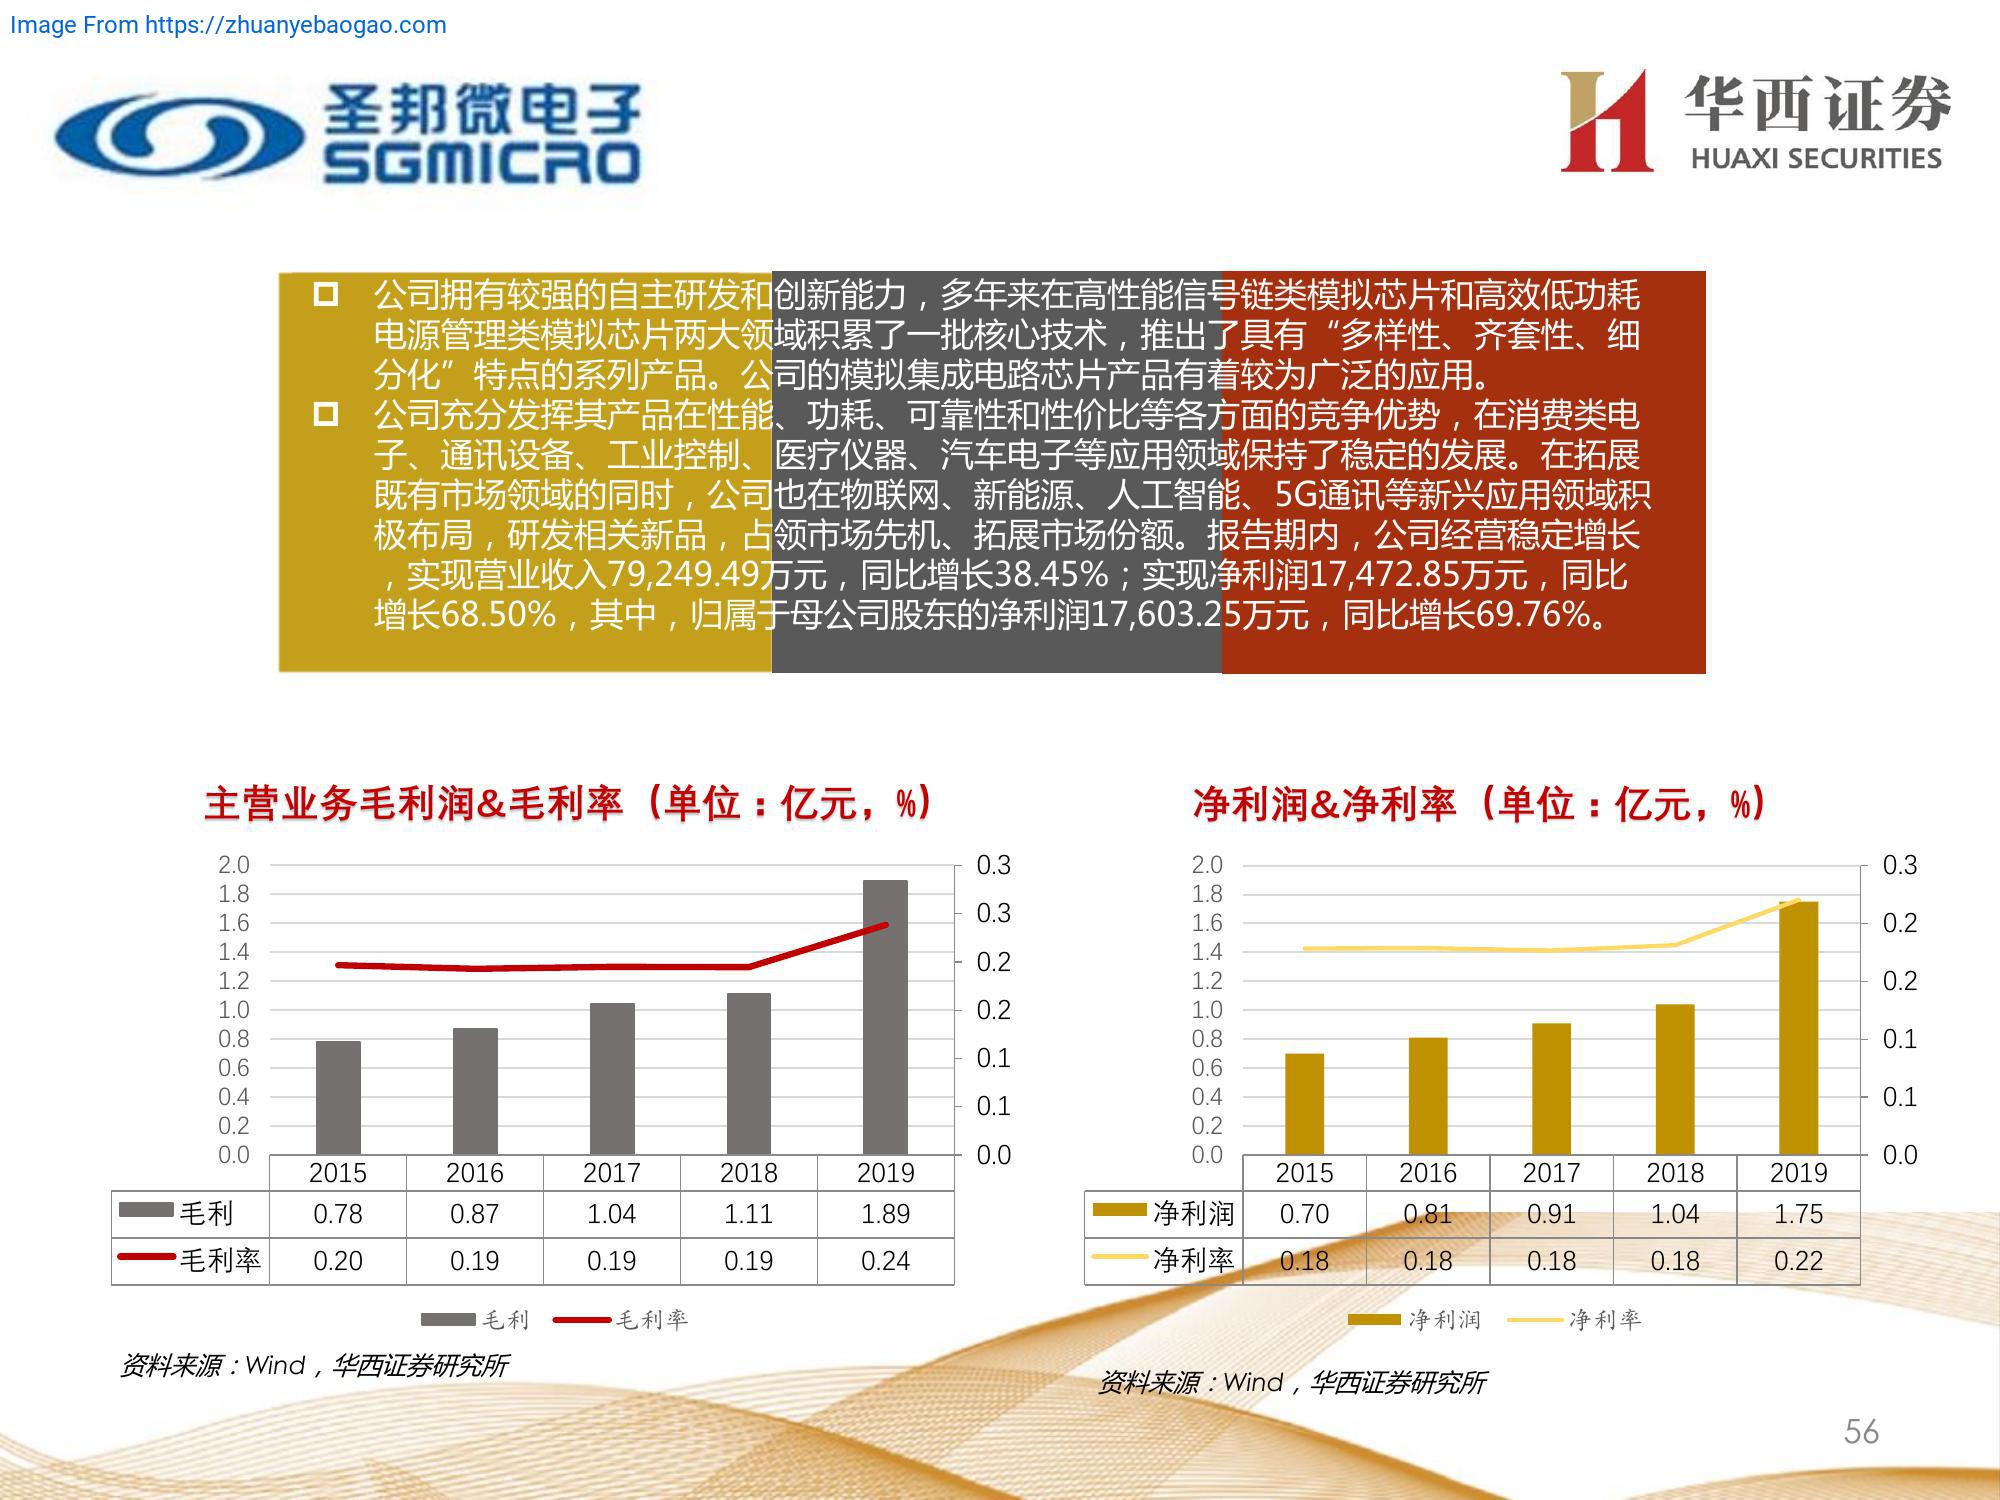 Image From https://zhuanyebaogao.com
圣邦微电子
SGMICRO
华西证券
HUAXI SECURITIES
公司拥有较强的自主研发和创新能力，多年来在高性能信号链类模拟芯片和高效低功耗
电源管理类模拟芯片两大领域积累了一批核心技术，推出了具有“多样性、齐套性、细
分化”特点的系列产品。公司的模拟集成电路芯片产品有着较为广泛的应用。
公司充分发挥其产品在性能、功耗、可靠性和性价比等各方面的竞争优势，在消费类电
子、通讯设备、工业控制、医疗仪器、汽车电子等应用领域保持了稳定的发展。在拓展
既有市场领域的同时，公司也在物联网、新能源、人工智能、5G通讯等新兴应用领域积
极布局，研发相关新品，占领市场先机、拓展市场份额。报告期内，公司经营稳定增长
，实现营业收入79,249.49万元，同比增长38.45%；实现净利润17,472.85万元，同比
增长68.50%，其中，归属于母公司股东的净利润17,603.25万元，同比增长69.76%。
主营业务毛利润&毛利率（单位：亿元，%）
2.0
1.8
1.6
1.4
1.2
1.0
0.8
0.6
0.4
0.2
0.0
0.3
0.3
0.2
0.2
0.1
0.1
0.0
2015 2016 2017 2018 2019
毛利 0.78 0.87 1.04 1.11 1.89
毛利率 0.20 0.19 0.19 0.19 0.24
毛利 毛利率
资料来源：Wind，华西证券研究所
净利润&净利率（单位：亿元，%）
2.0
1.8
1.6
1.4
1.2
1.0
0.8
0.6
0.4
0.2
0.0
0.3
0.2
0.2
0.1
0.1
0.0
2015 2016 2017 2018 2019
净利润 0.70 0.81 0.91 1.04 1.75
净利率 0.18 0.18 0.18 0.18 0.22
净利润 净利率
资料来源：Wind，华西证券研究所
56